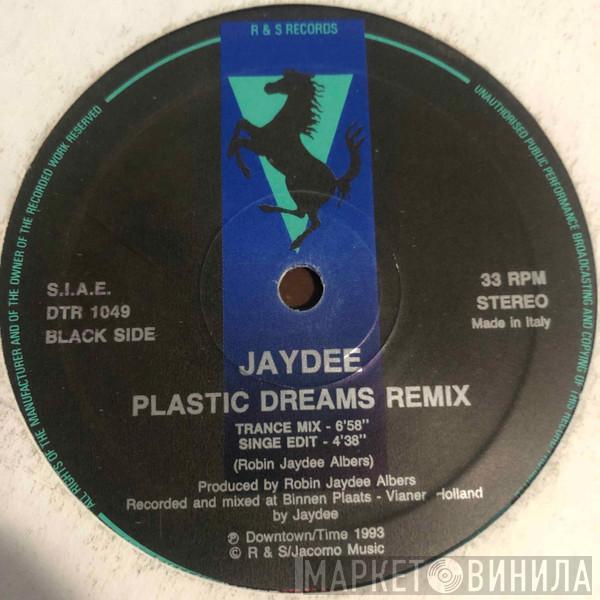 R & S RECORDS
ALL RIGHTS OF THE MANUFACTURER AND OF THE OWNER OF THE RECORDED WORK RESERVED
UNAUTHORISED PUBLIC PERFORMANCE BROADCASTING AND COPYING OF THIS RECORD
S.I.A.E.
DTR 1049
BLACK SIDE
33 RPM
STEREO
Made in Italy
JAYDEE
PLASTIC DREAMS REMIX
TRANCE MIX - 6'58"
SINGE EDIT - 4'38"
(Robin Jaydee Albers)
Produced by Robin Jaydee Albers
Recorded and mixed at Binnen Plaats - Vianen Holland
by Jaydee
℗ Downtown/Time 1993
© R & S/Jacomo Music
МАРКЕТ ВИНИЛА